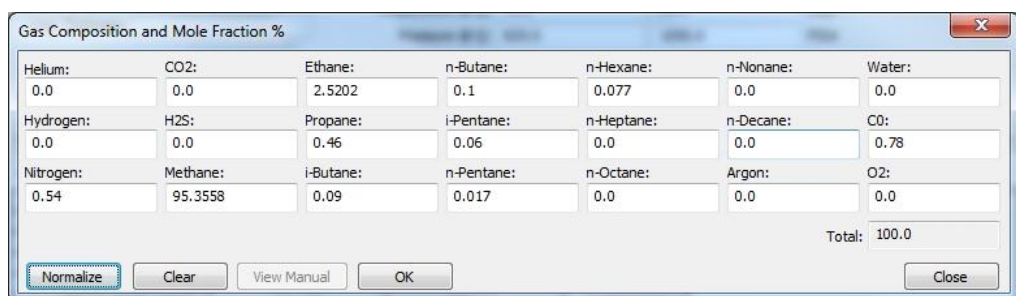 Gas Composition and Mole Fraction %
Helium: CO2: Ethane: n-Butane: n-Hexane: n-Nonane: Water:
0.0 0.0 2.5202 0.1 0.077 0.0 0.0
Hydrogen: H2S: Propane: i-Pentane: n-Heptane: n-Decane: C0:
0.0 0.0 0.46 0.06 0.0 0.0 0.78
Nitrogen: Methane: i-Butane: n-Pentane: n-Octane: Argon: O2:
0.54 95.3558 0.09 0.017 0.0 0.0 0.0
Total: 100.0
Normalize Clear View Manual OK Close